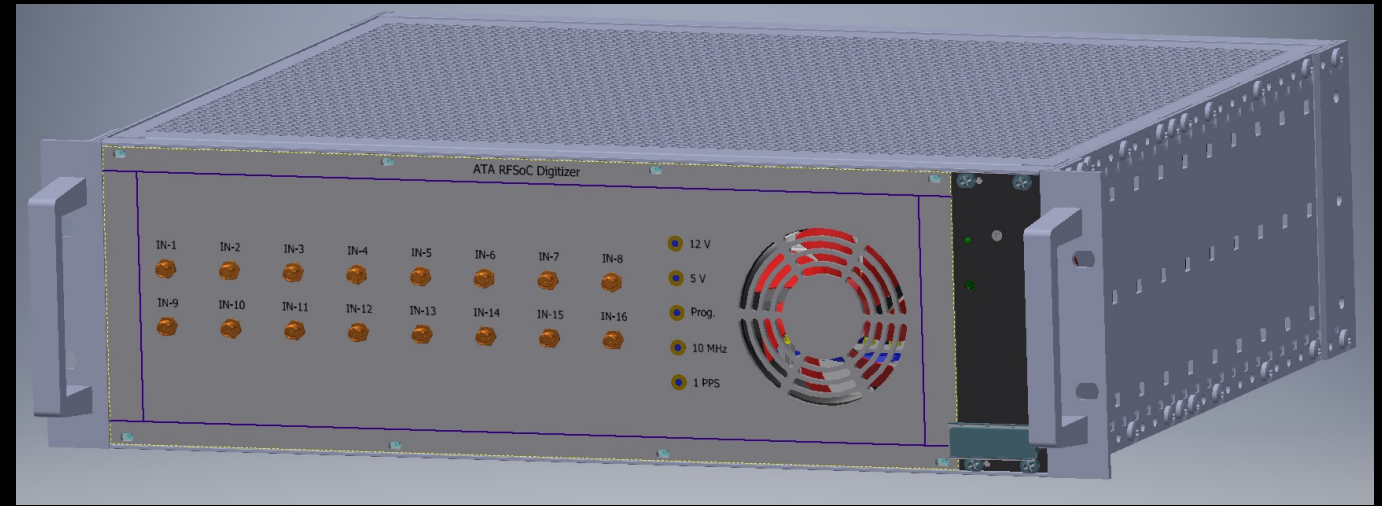 ATA RFSoC Digitizer
IN-1 IN-2 IN-3 IN-4 IN-5 IN-6 IN-7 IN-8
IN-9 IN-10 IN-11 IN-12 IN-13 IN-14 IN-15 IN-16
12 V
5 V
Prog.
10 MHz
1 PPS